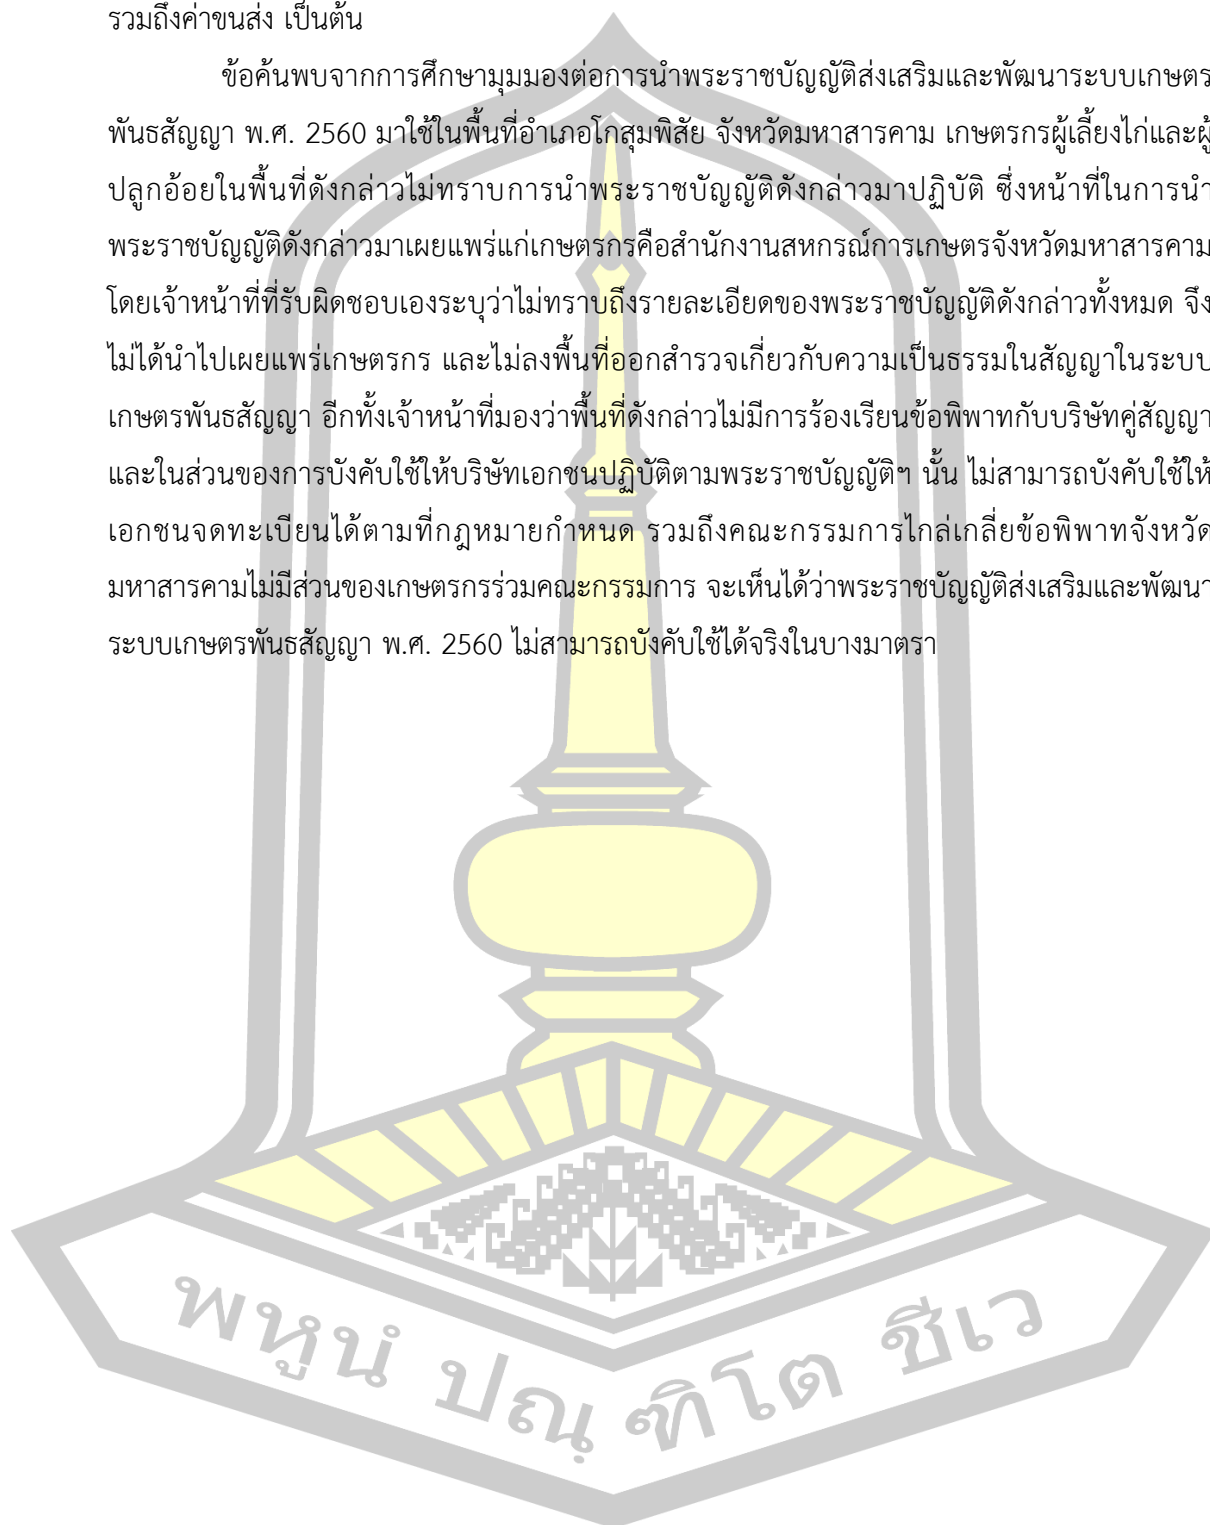 รวมถึงค่าขนส่ง เป็นต้น
ข้อค้นพบจากการศึกษามุมมองต่อการนำพระราชบัญญัติส่งเสริมและพัฒนาระบบเกษตร
พันธสัญญา พ.ศ. 2560 มาใช้ในพื้นที่อำเภอโกสุมพิสัย จังหวัดมหาสารคาม เกษตรกรผู้เลี้ยงไก่และผู้
ปลูกอ้อยในพื้นที่ดังกล่าวไม่ทราบการนำพระราชบัญญัติดังกล่าวมาปฏิบัติ ซึ่งหน้าที่ในการนำ
พระราชบัญญัติดังกล่าวมาเผยแพร่แก่เกษตรกรคือสำนักงานสหกรณ์การเกษตรจังหวัดมหาสารคาม
โดยเจ้าหน้าที่ที่รับผิดชอบเองระบุว่าไม่ทราบถึงรายละเอียดของพระราชบัญญัติดังกล่าวทั้งหมด จึง
ไม่ได้นำไปเผยแพร่เกษตรกร และไม่ลงพื้นที่ออกสำรวจเกี่ยวกับความเป็นธรรมในสัญญาในระบบ
เกษตรพันธสัญญา อีกทั้งเจ้าหน้าที่มองว่าพื้นที่ดังกล่าวไม่มีการร้องเรียนข้อพิพาทกับบริษัทคู่สัญญา
และในส่วนของการบังคับใช้ให้บริษัทเอกชนปฏิบัติตามพระราชบัญญัติฯ นั้น ไม่สามารถบังคับใช้ให้
เอกชนจดทะเบียนได้ตามที่กฎหมายกำหนด รวมถึงคณะกรรมการไกล่เกลี่ยข้อพิพาทจังหวัด
มหาสารคามไม่มีส่วนของเกษตรกรร่วมคณะกรรมการ จะเห็นได้ว่าพระราชบัญญัติส่งเสริมและพัฒนา
ระบบเกษตรพันธสัญญา พ.ศ. 2560 ไม่สามารถบังคับใช้ได้จริงในบางมาตรา
พหูนํ ปณฺฑิโต ชีเว